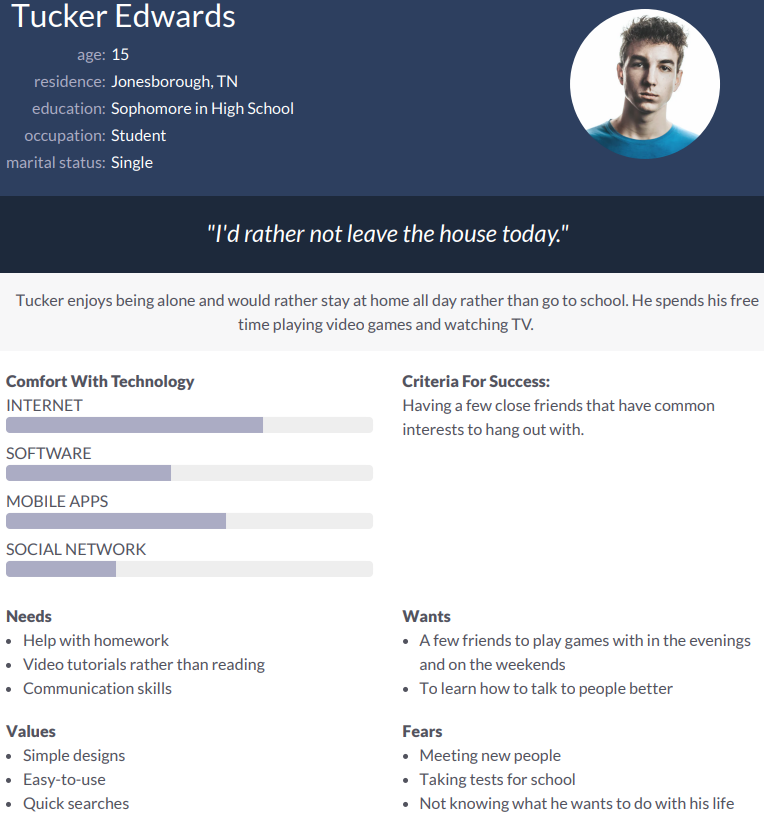 Tucker Edwards
age: 15
residence: Jonesborough, TN
education: Sophomore in High School
occupation: Student
marital status: Single
"I'd rather not leave the house today."
Tucker enjoys being alone and would rather stay at home all day rather than go to school. He spends his free
time playing video games and watching TV.
Comfort With Technology
INTERNET
SOFTWARE
MOBILE APPS
SOCIAL NETWORK
Criteria For Success:
Having a few close friends that have common
interests to hang out with.
Needs
• Help with homework
• Video tutorials rather than reading
• Communication skills
Wants
• A few friends to play games with in the evenings
and on the weekends
• To learn how to talk to people better
Values
• Simple designs
• Easy-to-use
• Quick searches
Fears
• Meeting new people
• Taking tests for school
• Not knowing what he wants to do with his life